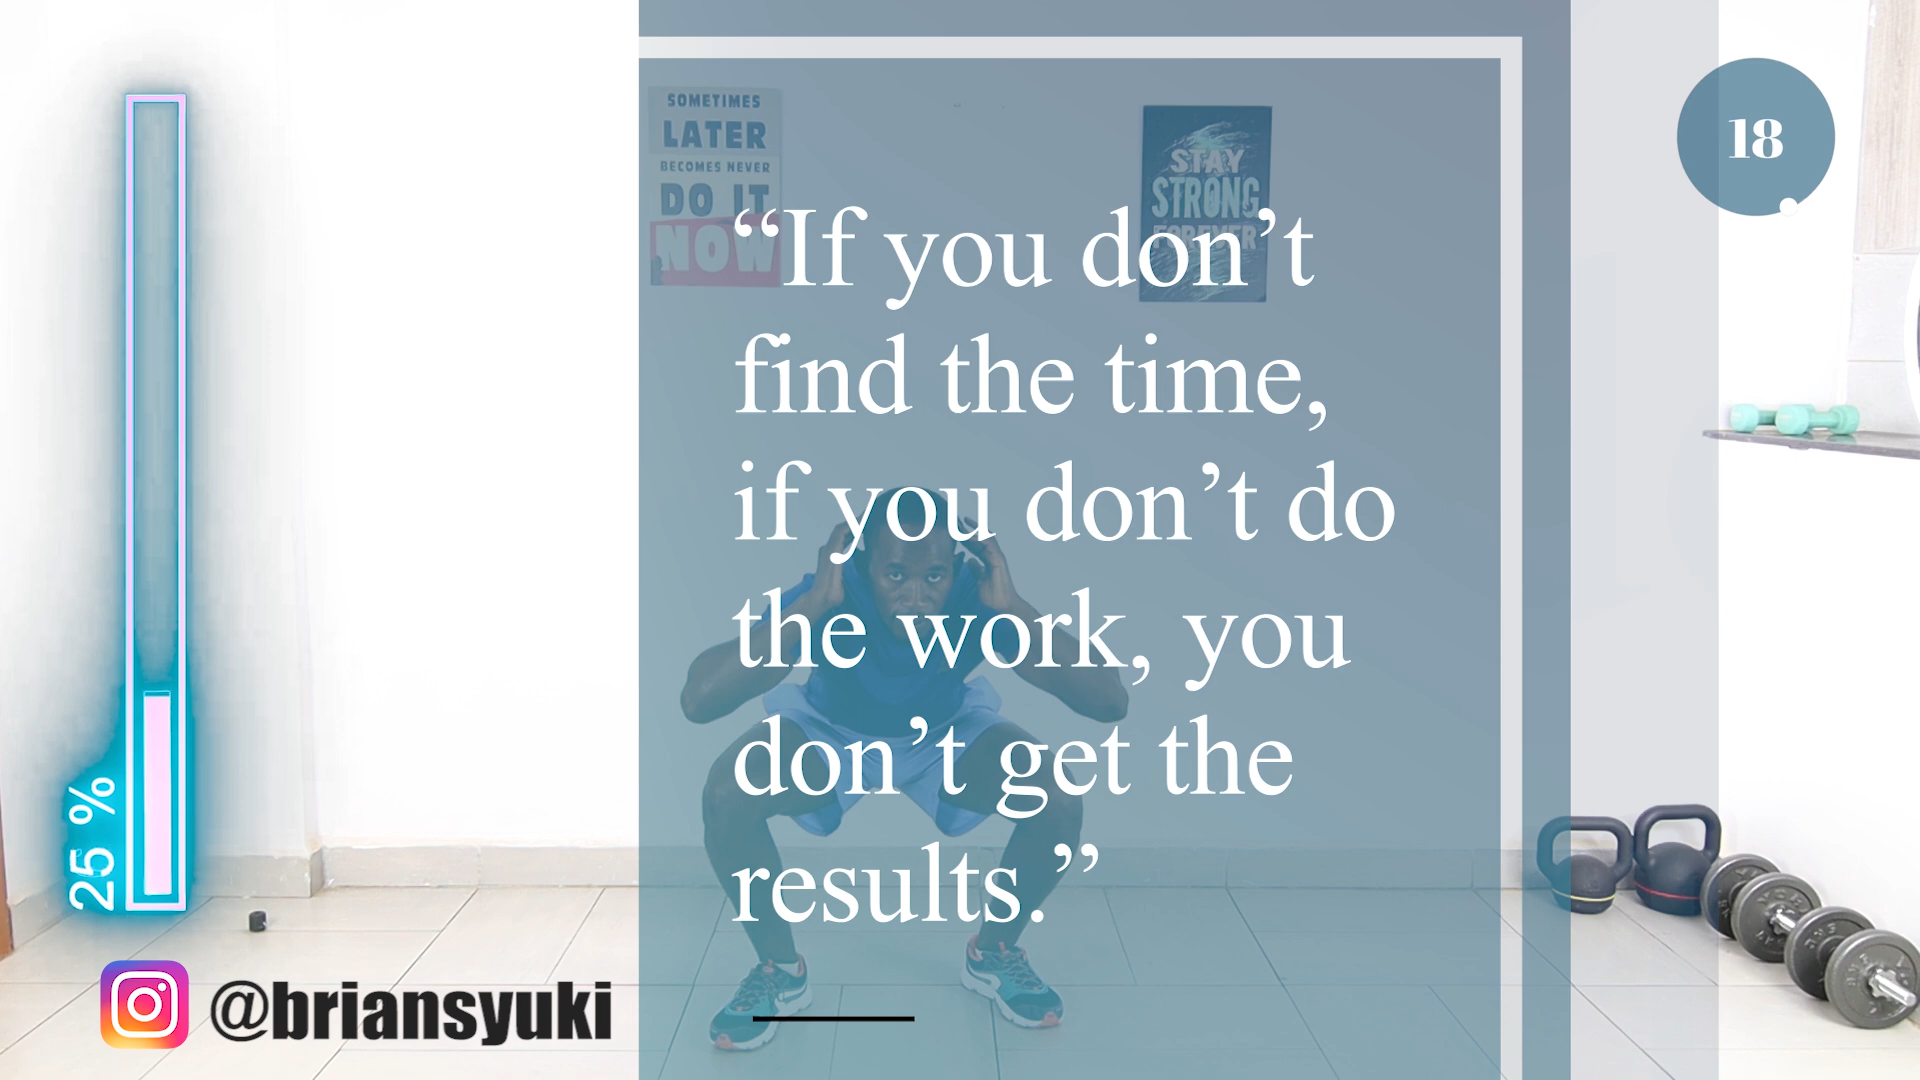 SOMETIMES
LATER
BECOMES NEVER
DO IT
NOW
STAY
STRONG
FOREVER
18
“If you don’t
find the time,
if you don’t do
the work, you
don’t get the
results.”
25 %
@briansyuki